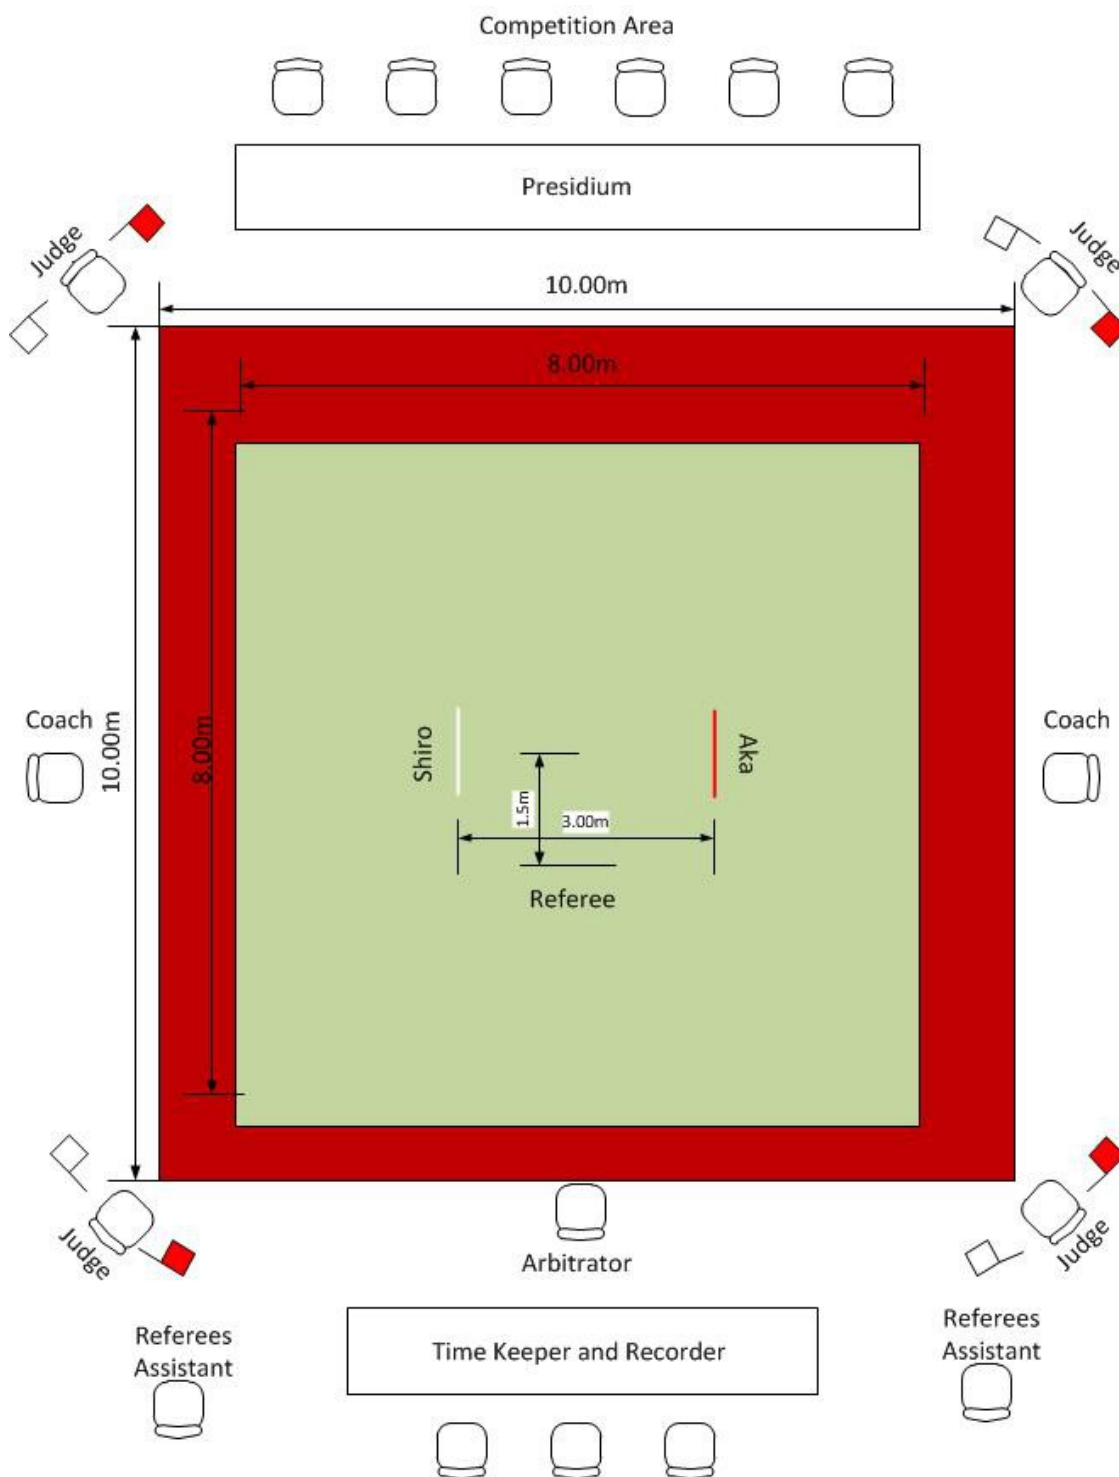 Competition Area
Presidium
Judge
Judge
10.00m
8.00m
Coach
10.00m
8.00m
Shiro
Aka
Coach
1.5m
3.00m
Referee
Judge
Judge
Arbitrator
Referees
Assistant
Time Keeper and Recorder
Referees
Assistant